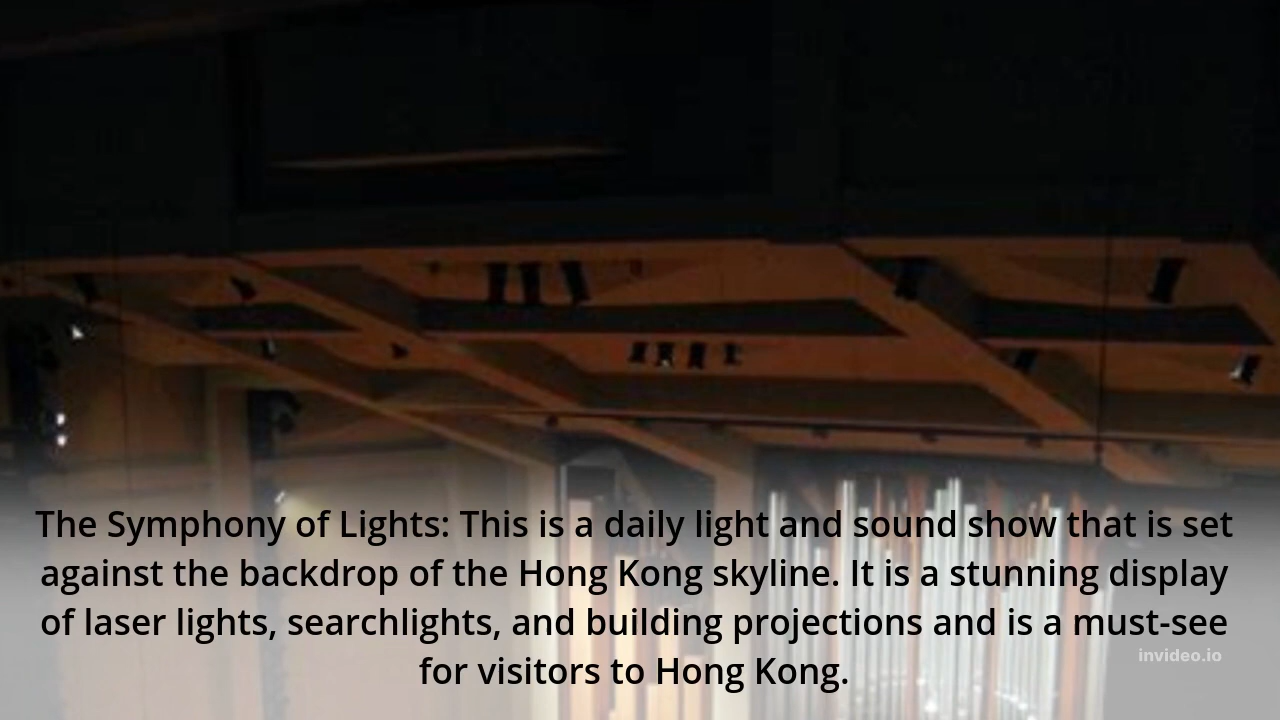 The Symphony of Lights: This is a daily light and sound show that is set
against the backdrop of the Hong Kong skyline. It is a stunning display
of laser lights, searchlights, and building projections and is a must-see
invideo.io
for visitors to Hong Kong.